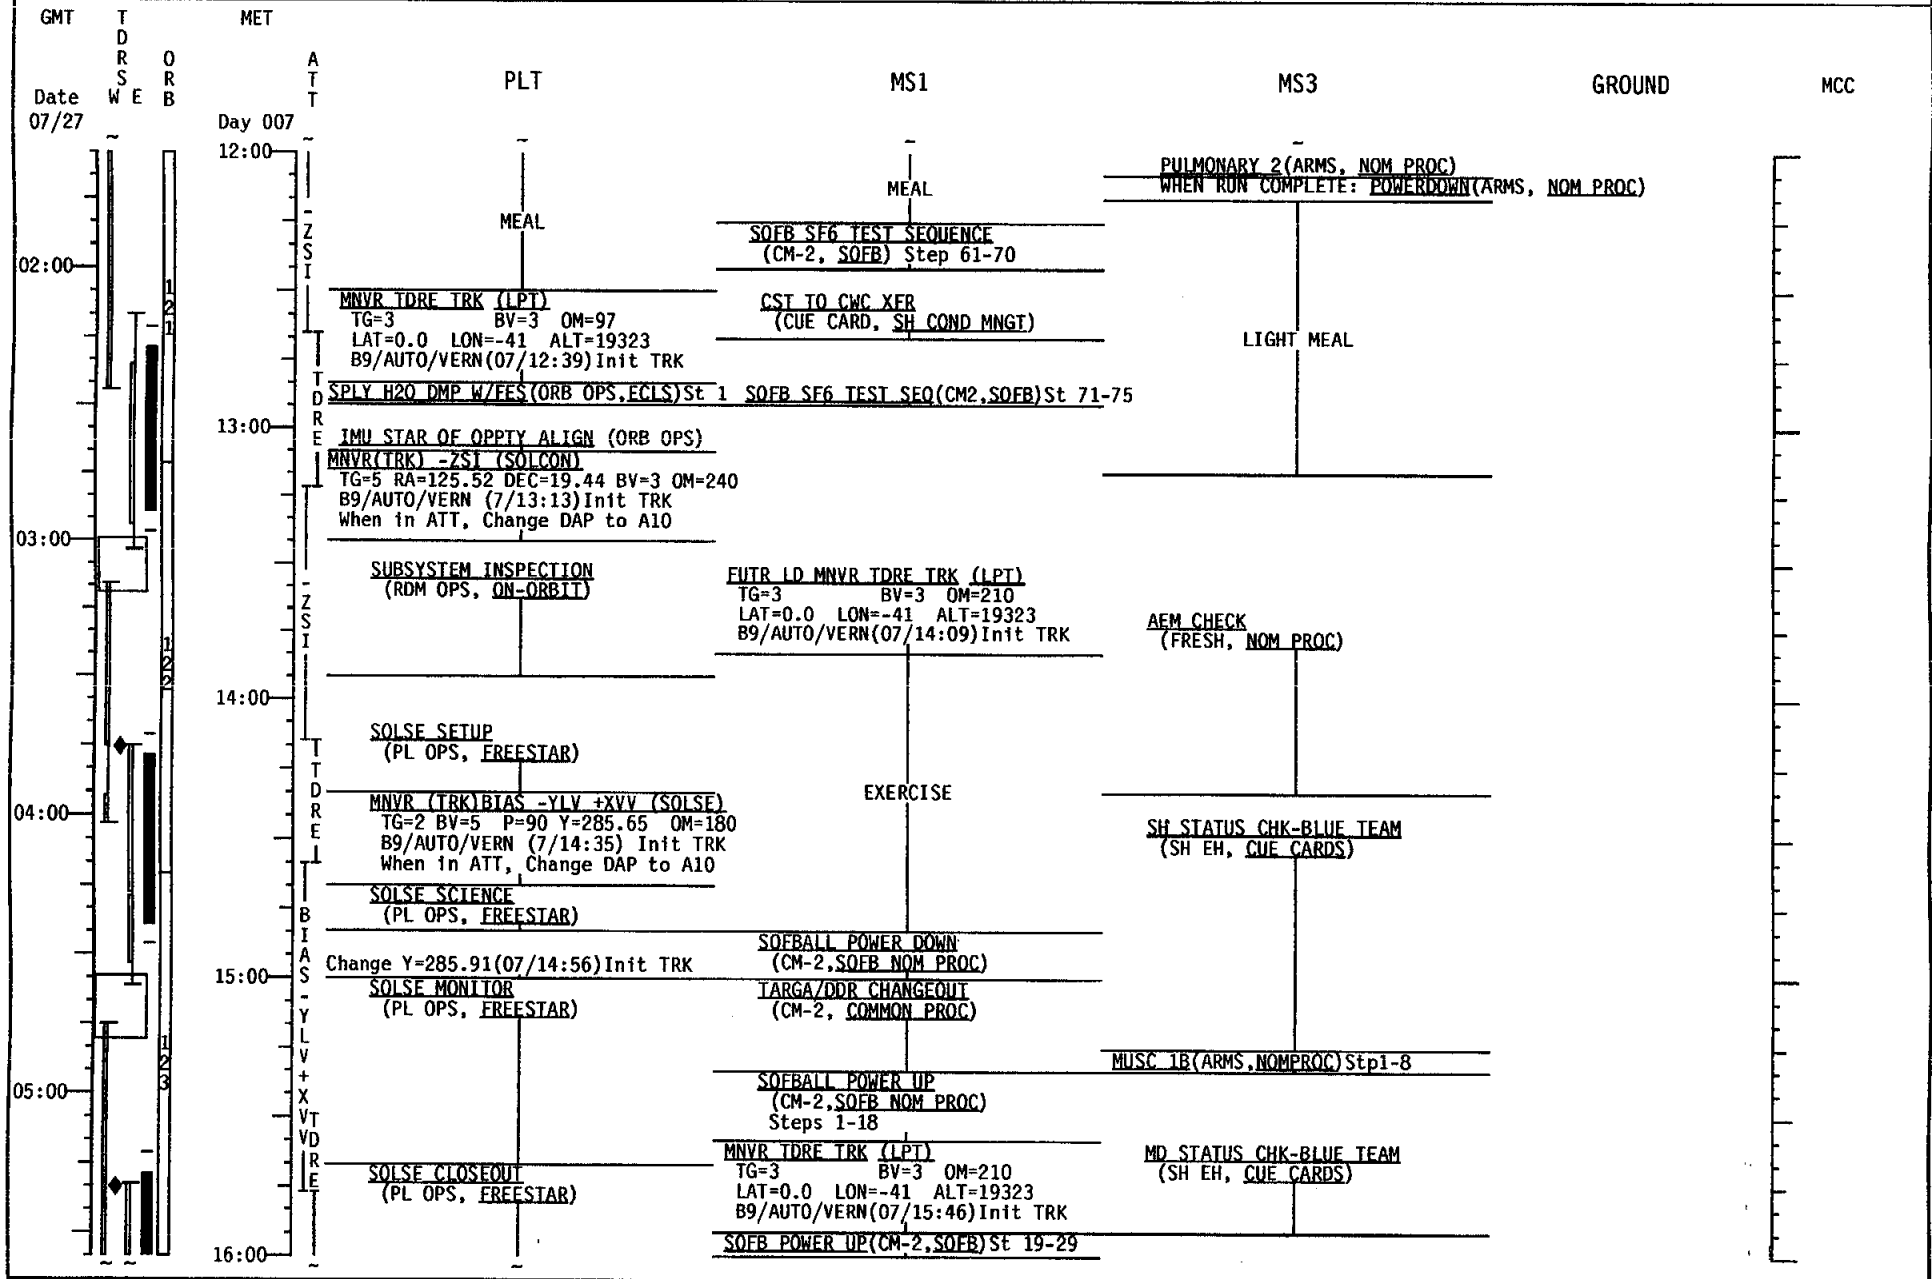 GMT
TDRS
W E
ORB
MET
ATT
PLT
MS1
MS3
GROUND
MCC
Date
07/27
Day 007
12:00
13:00
14:00
15:00
16:00
02:00
03:00
04:00
05:00
121
122
123
-ZSI
TDRE
-ZSI
TDRE
BIAS-YLV+XVV
TDRE
MEAL
MNVR TDRE TRK (LPT)
TG=3 BV=3 OM=97
LAT=0.0 LON=-41 ALT=19323
B9/AUTO/VERN(07/12:39)Init TRK
SPLY H2O DMP W/FES(ORB OPS,ECLS)St 1
IMU STAR OF OPPTY ALIGN (ORB OPS)
MNVR(TRK) -ZSI (SOLCON)
TG=5 RA=125.52 DEC=19.44 BV=3 OM=240
B9/AUTO/VERN (7/13:13)Init TRK
When in ATT, Change DAP to A10
SUBSYSTEM INSPECTION
(RDM OPS, ON-ORBIT)
SOLSE SETUP
(PL OPS, FREESTAR)
MNVR (TRK)BIAS -YLV +XVV (SOLSE)
TG=2 BV=5 P=90 Y=285.65 OM=180
B9/AUTO/VERN (7/14:35) Init TRK
When in ATT, Change DAP to A10
SOLSE SCIENCE
(PL OPS, FREESTAR)
Change Y=285.91(07/14:56)Init TRK
SOLSE MONITOR
(PL OPS, FREESTAR)
SOLSE CLOSEOUT
(PL OPS, FREESTAR)
MEAL
SOFB SF6 TEST SEQUENCE
(CM-2, SOFB) Step 61-70
CST TO CWC XFR
(CUE CARD, SH COND MNGT)
SOFB SF6 TEST SEQ(CM2,SOFB)St 71-75
FUTR LD MNVR TDRE TRK (LPT)
TG=3 BV=3 OM=210
LAT=0.0 LON=-41 ALT=19323
B9/AUTO/VERN(07/14:09)Init TRK
EXERCISE
SOFBALL POWER DOWN
(CM-2,SOFB NOM PROC)
TARGA/DDR CHANGEOUT
(CM-2, COMMON PROC)
SOFBALL POWER UP
(CM-2,SOFB NOM PROC)
Steps 1-18
MNVR TDRE TRK (LPT)
TG=3 BV=3 OM=210
LAT=0.0 LON=-41 ALT=19323
B9/AUTO/VERN(07/15:46)Init TRK
SOFB POWER UP(CM-2,SOFB)St 19-29
PULMONARY 2(ARMS, NOM PROC)
WHEN RUN COMPLETE: POWERDOWN(ARMS, NOM PROC)
LIGHT MEAL
AEM CHECK
(FRESH, NOM PROC)
SH STATUS CHK-BLUE TEAM
(SH EH, CUE CARDS)
MUSC 1B(ARMS,NOMPROC)Stp1-8
MD STATUS CHK-BLUE TEAM
(SH EH, CUE CARDS)